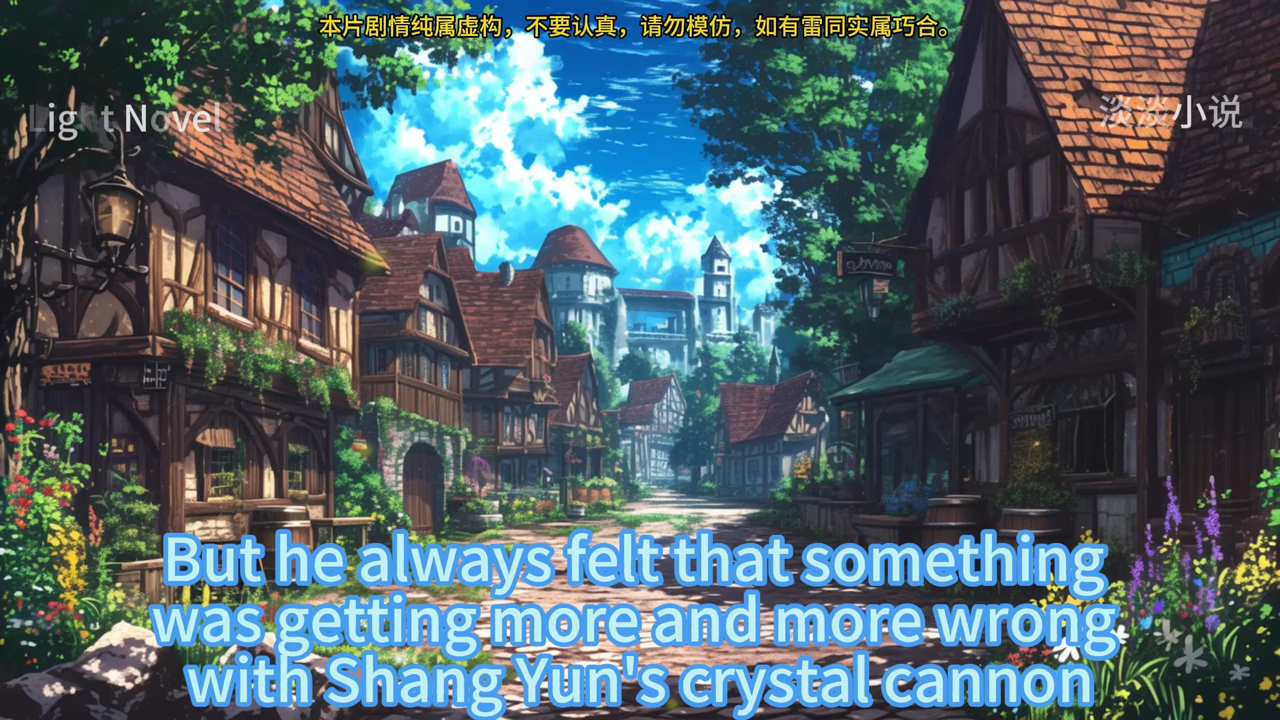 本片剧情纯属虚构，不要认真，请勿模仿，如有雷同实属巧合。
Light Novel
淡淡小说
But he always felt that something
was getting more and more wrong
with Shang Yun's crystal cannon